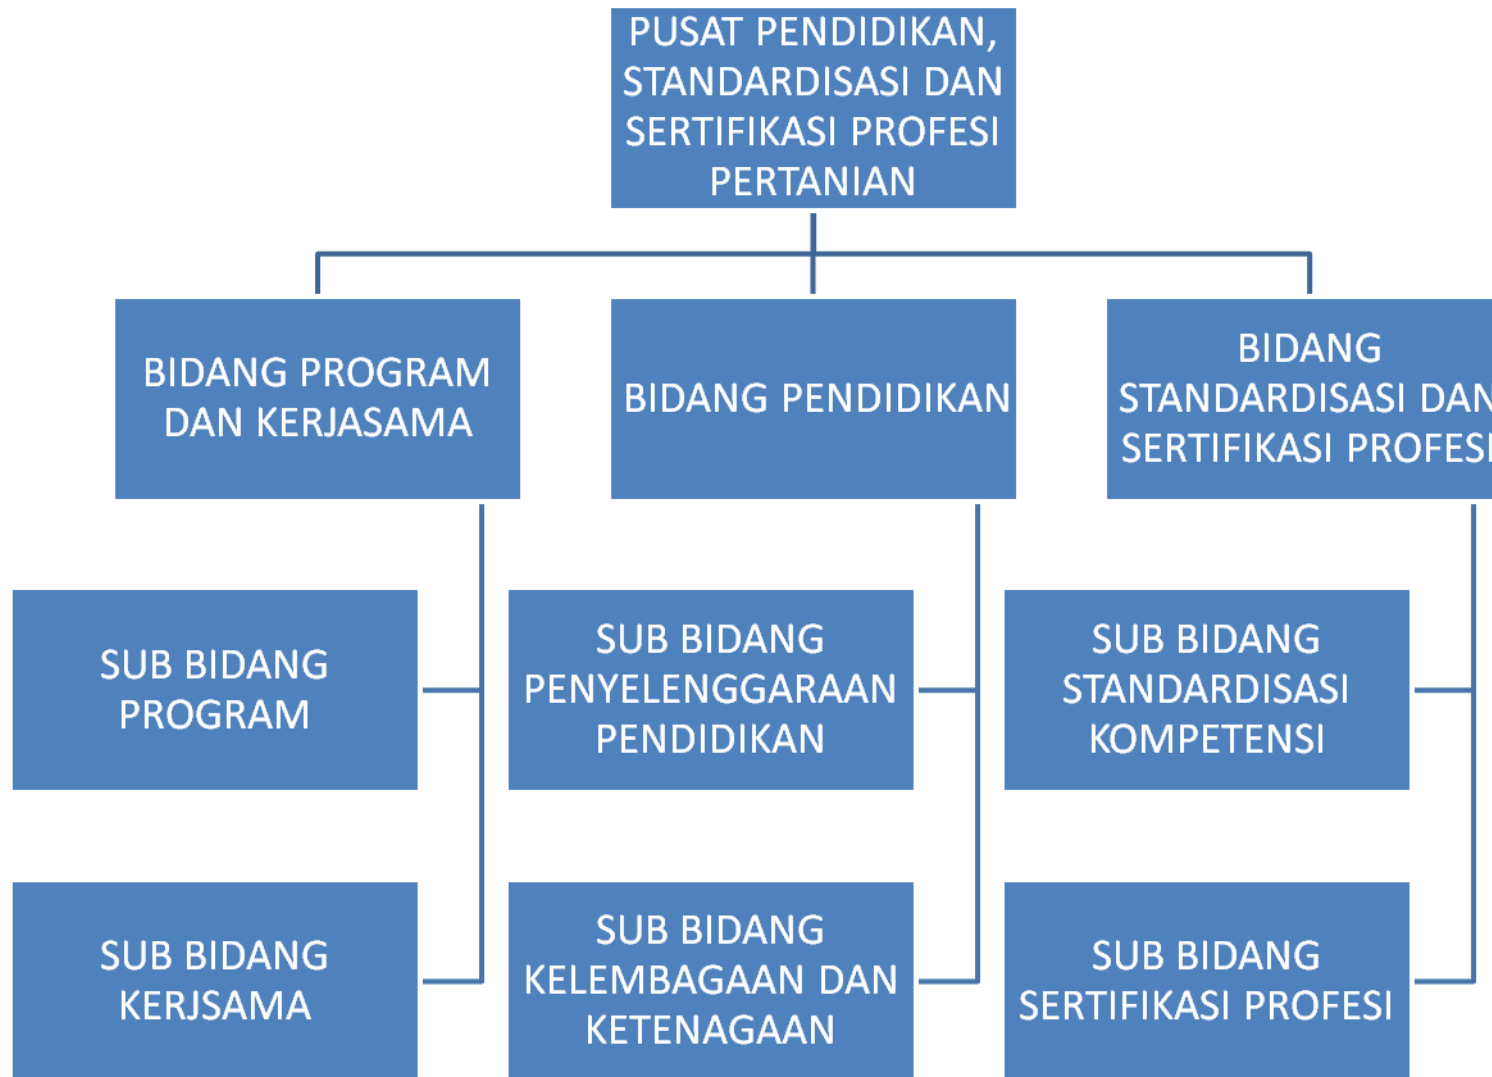 PUSAT PENDIDIKAN,
STANDARDISASI DAN
SERTIFIKASI PROFESI
PERTANIAN
BIDANG PROGRAM
DAN KERJASAMA
BIDANG PENDIDIKAN
BIDANG
STANDARDISASI DAN
SERTIFIKASI PROFESI
SUB BIDANG
PROGRAM
SUB BIDANG
PENYELENGGARAAN
PENDIDIKAN
SUB BIDANG
STANDARDISASI
KOMPETENSI
SUB BIDANG
KERJSAMA
SUB BIDANG
KELEMBAGAAN DAN
KETENAGAAN
SUB BIDANG
SERTIFIKASI PROFESI